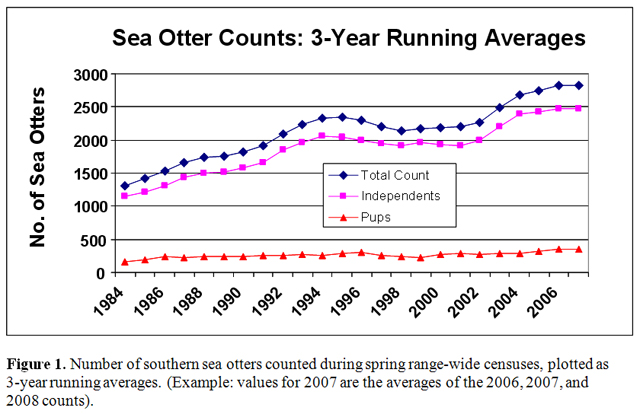 Sea Otter Counts: 3-Year Running Averages
No. of Sea Otters
3000
2500
2000
1500
1000
500
0
Total Count
Independents
Pups
1984
1986
1988
1990
1992
1994
1996
1998
2000
2002
2004
2006
Figure 1. Number of southern sea otters counted during spring range-wide censuses, plotted as
3-year running averages. (Example: values for 2007 are the averages of the 2006, 2007, and
2008 counts).